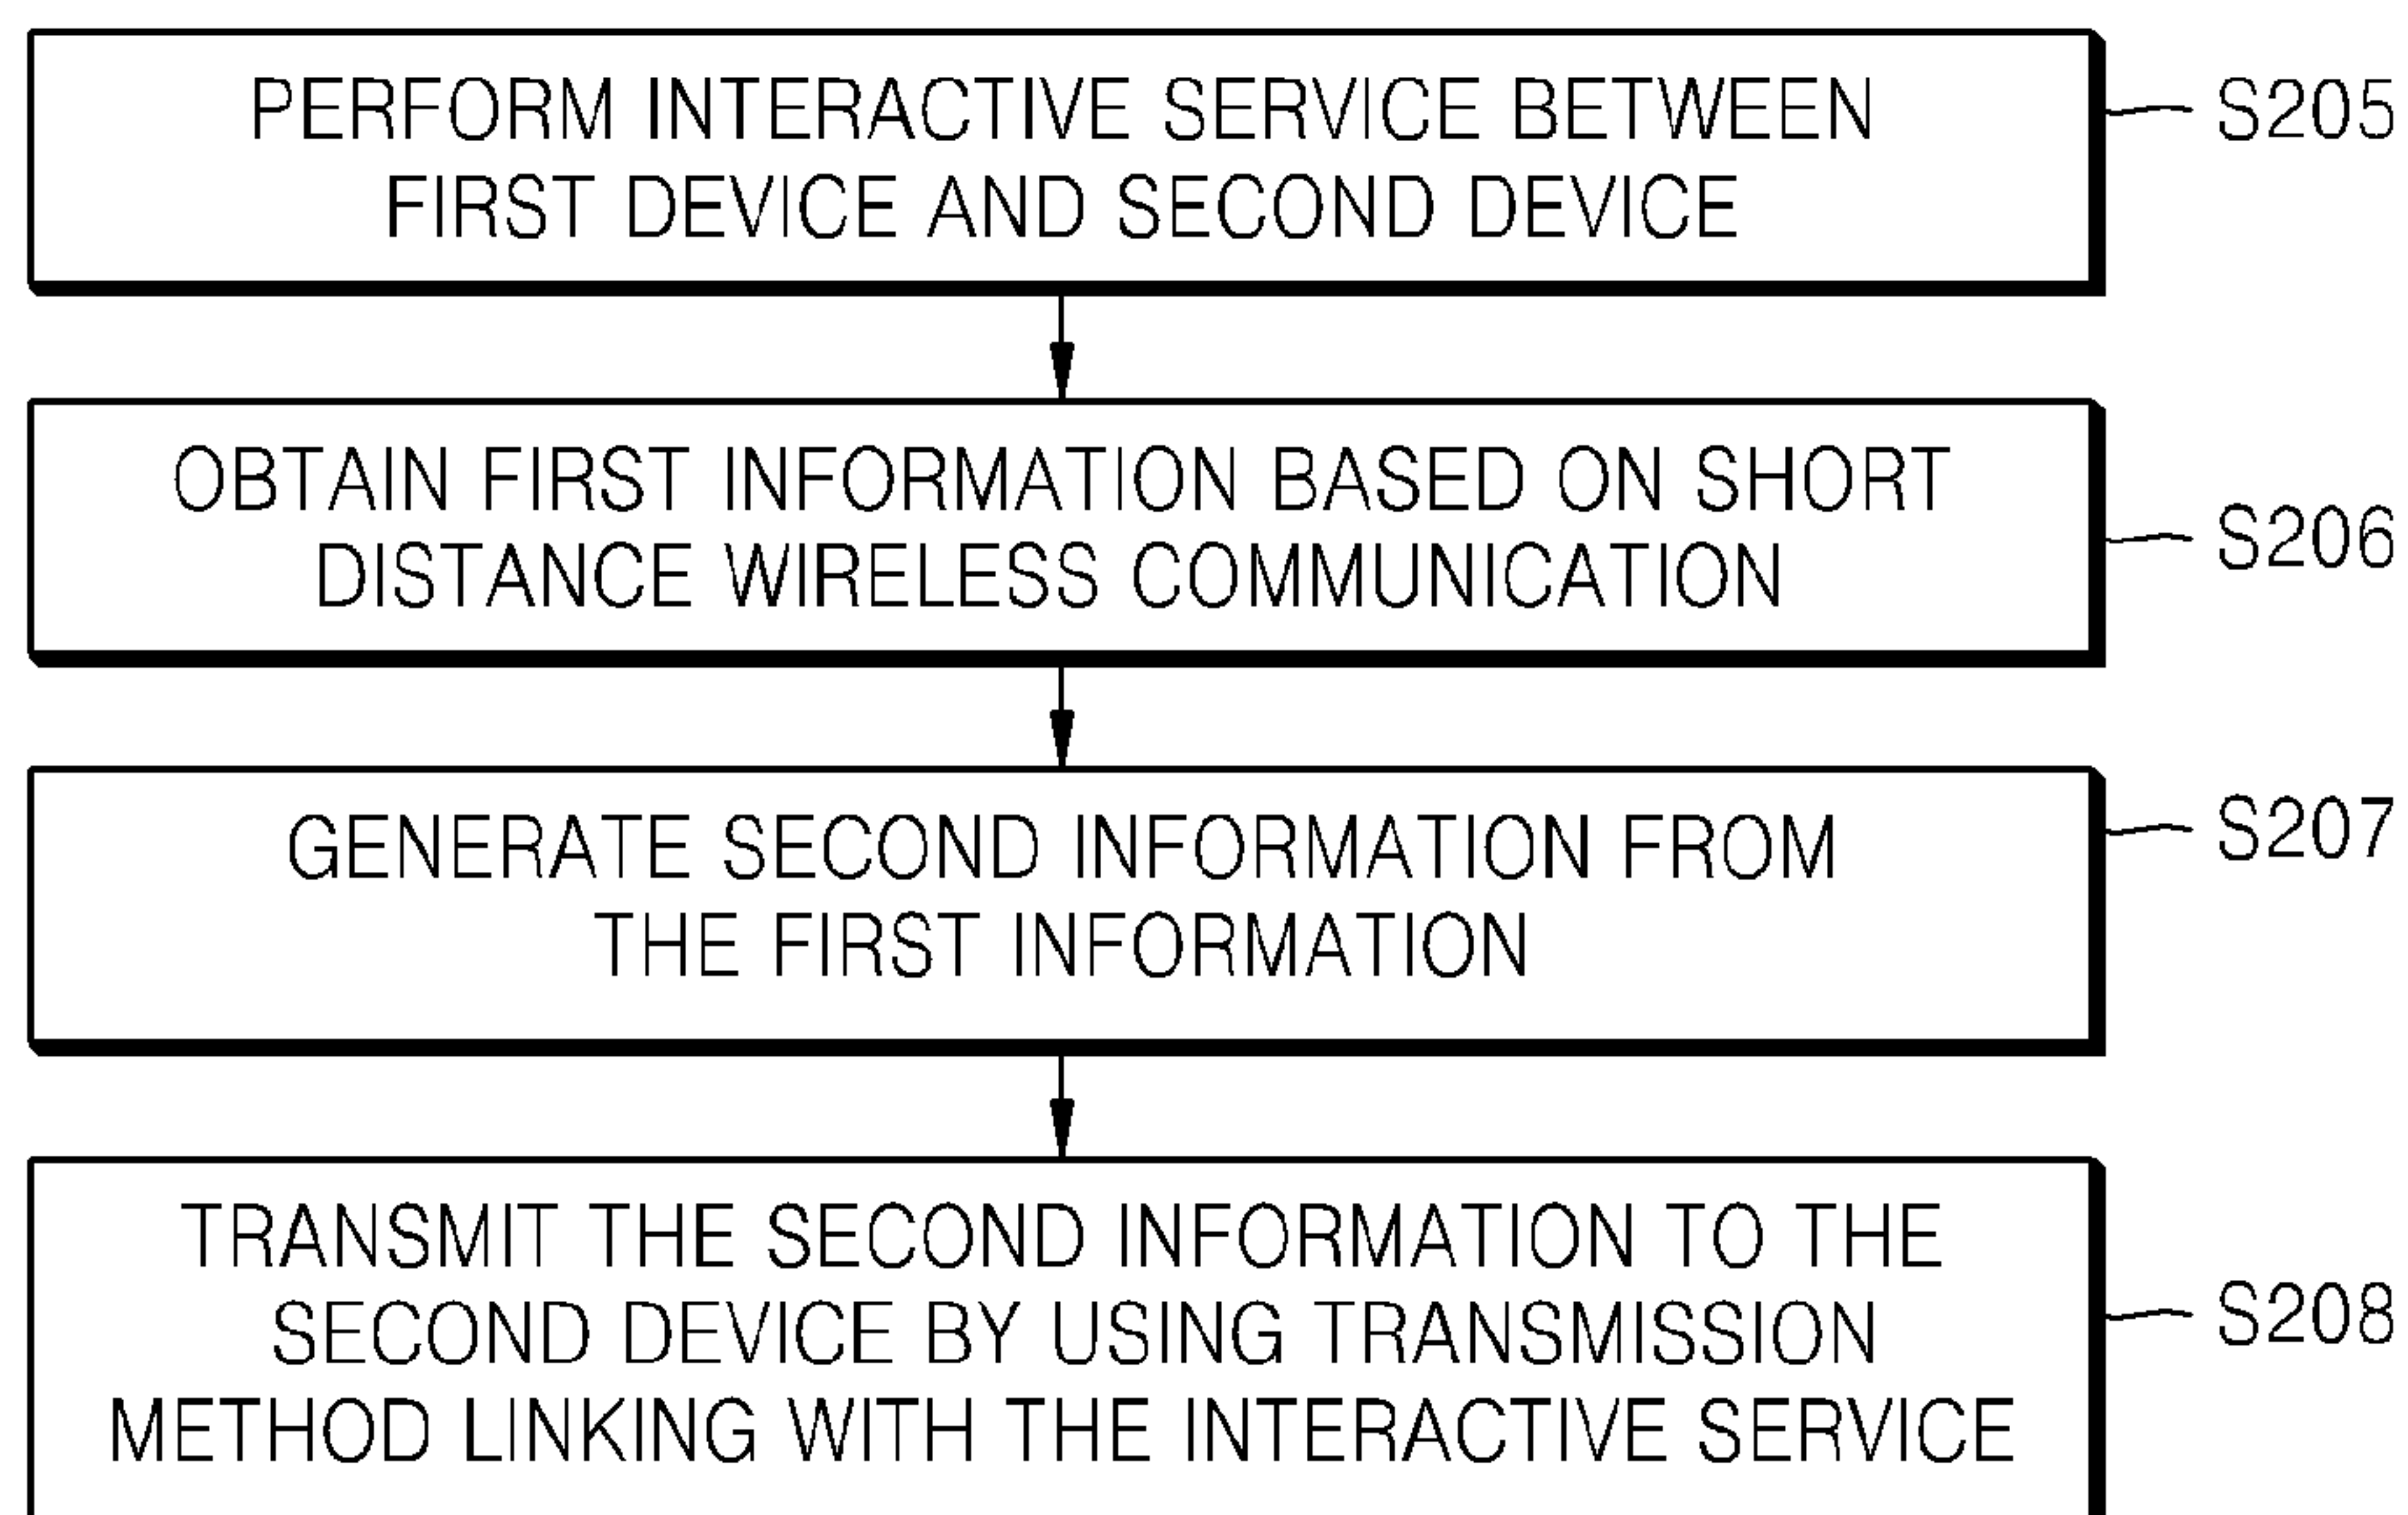 PERFORM INTERACTIVE SERVICE BETWEEN
FIRST DEVICE AND SECOND DEVICE
S205
OBTAIN FIRST INFORMATION BASED ON SHORT
DISTANCE WIRELESS COMMUNICATION
S206
GENERATE SECOND INFORMATION FROM
THE FIRST INFORMATION
S207
TRANSMIT THE SECOND INFORMATION TO THE
SECOND DEVICE BY USING TRANSMISSION
METHOD LINKING WITH THE INTERACTIVE SERVICE
S208